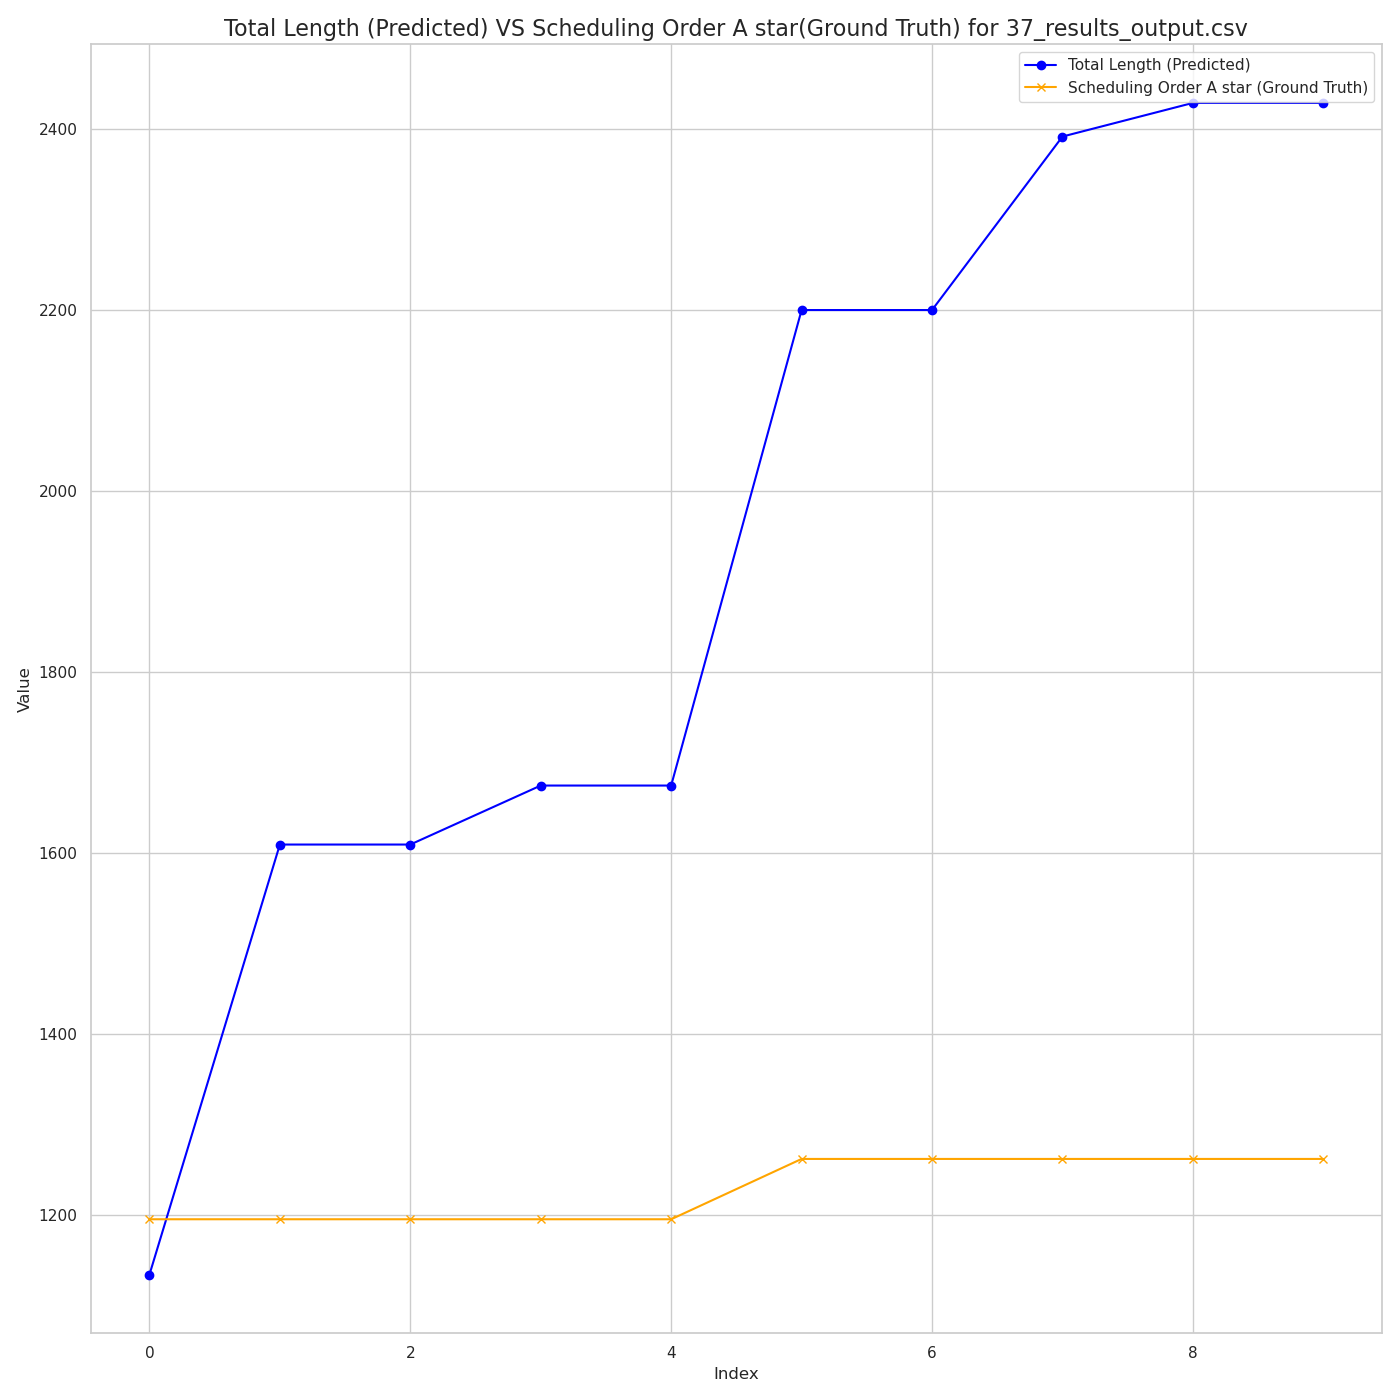 Total Length (Predicted) VS Scheduling Order A star(Ground Truth) for 37_results_output.csv
Total Length (Predicted)
Scheduling Order A star (Ground Truth)
2400
2200
2000
1800
1600
1400
1200
Value
0 2 4 6 8
Index